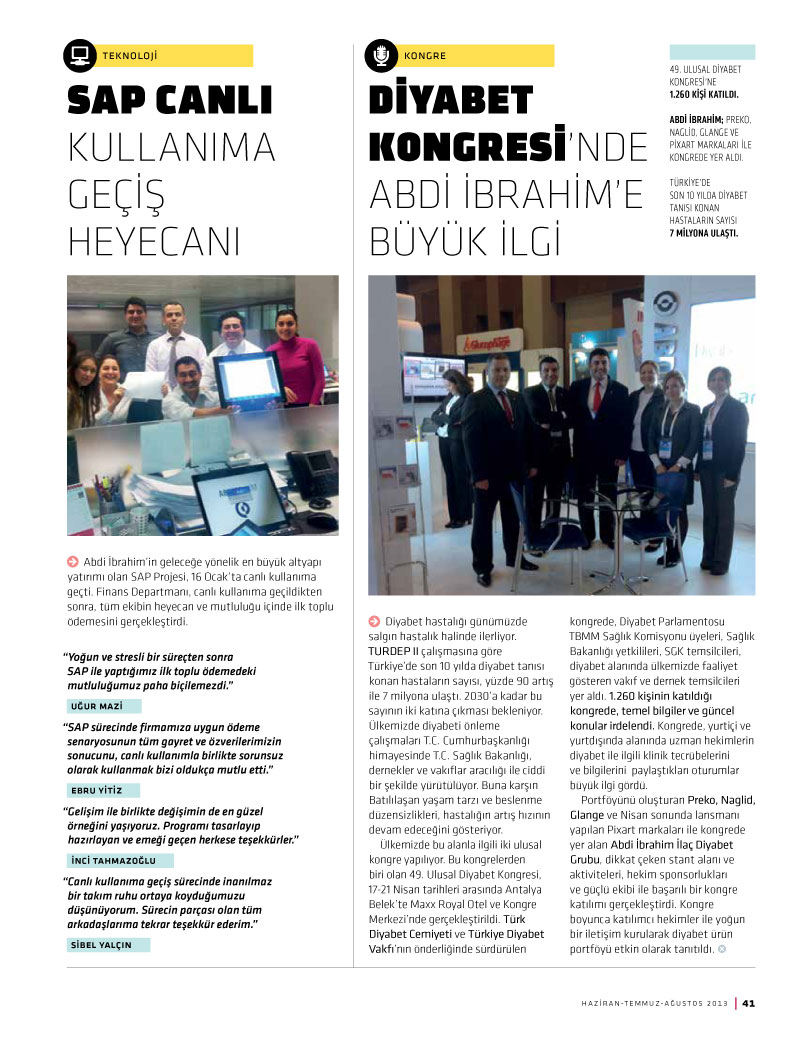 TEKNOLOJİ
SAP CANLI
KULLANIMA
GEÇİŞ
HEYECANI
Abdi İbrahim'in geleceğe yönelik en büyük altyapı
yatırımı olan SAP Projesi, 16 Ocak'ta canlı kullanıma
geçti. Finans Departmanı, canlı kullanıma geçildikten
sonra, tüm ekibin heyecan ve mutluluğu içinde ilk toplu
ödemesini gerçekleştirdi.
“Yoğun ve stresli bir süreçten sonra
SAP ile yaptığımız ilk toplu ödemedeki
mutluluğumuz paha biçilemezdi.”
UĞUR MAZİ
“SAP sürecinde firmamıza uygun ödeme
senaryosunun tüm gayret ve özverilerimizin
sonucunu, canlı kullanımla birlikte sorunsuz
olarak kullanmak bizi oldukça mutlu etti.”
EBRU YİTİZ
“Gelişim ile birlikte değişimin de en güzel
örneğini yaşıyoruz. Programı tasarlayıp
hazırlayan ve emeği geçen herkese teşekkürler.”
İNCİ TAHMAZOĞLU
“Canlı kullanıma geçiş sürecinde inanılmaz
bir takım ruhu ortaya koyduğumuzu
düşünüyorum. Sürecin parçası olan tüm
arkadaşlarıma tekrar teşekkür ederim.”
SİBEL YALÇIN
KONGRE
DİYABET
KONGRESİ'NDE
ABDİ İBRAHİM'E
BÜYÜK İLGİ
49. ULUSAL DİYABET
KONGRESİ'NE
1.260 KİŞİ KATILDI.
ABDİ İBRAHİM; PREKO,
NAGLİD, GLANGE VE
PİXART MARKALARI İLE
KONGREDE YER ALDI.
TÜRKİYE'DE
SON 10 YILDA DİYABET
TANISI KONAN
HASTALARIN SAYISI
7 MİLYONA ULAŞTI.
Glumphage
Diyabet hastalığı günümüzde
salgın hastalık halinde ilerliyor.
TURDEP II çalışmasına göre
Türkiye'de son 10 yılda diyabet tanısı
konan hastaların sayısı, yüzde 90 artış
ile 7 milyona ulaştı. 2030'a kadar bu
sayının iki katına çıkması bekleniyor.
Ülkemizde diyabeti önleme
çalışmaları T.C. Cumhurbaşkanlığı
himayesinde T.C. Sağlık Bakanlığı,
dernekler ve vakıflar aracılığı ile ciddi
bir şekilde yürütülüyor. Buna karşın
Batılılaşan yaşam tarzı ve beslenme
düzensizlikleri, hastalığın artış hızının
devam edeceğini gösteriyor.
Ülkemizde bu alanla ilgili iki ulusal
kongre yapılıyor. Bu kongrelerden
biri olan 49. Ulusal Diyabet Kongresi,
17-21 Nisan tarihleri arasında Antalya
Belek'te Maxx Royal Otel ve Kongre
Merkezi'nde gerçekleştirildi. Türk
Diyabet Cemiyeti ve Türkiye Diyabet
Vakfı'nın önderliğinde sürdürülen
kongrede, Diyabet Parlamentosu
TBMM Sağlık Komisyonu üyeleri, Sağlık
Bakanlığı yetkilileri, SGK temsilcileri,
diyabet alanında ülkemizde faaliyet
gösteren vakıf ve dernek temsilcileri
yer aldı. 1.260 kişinin katıldığı
kongrede, temel bilgiler ve güncel
konular irdelendi. Kongrede, yurtiçi ve
yurtdışında alanında uzman hekimlerin
diyabet ile ilgili klinik tecrübelerini
ve bilgilerini paylaştıkları oturumlar
büyük ilgi gördü.
Portföyünü oluşturan Preko, Naglid,
Glange ve Nisan sonunda lansmanı
yapılan Pixart markaları ile kongrede
yer alan Abdi İbrahim İlaç Diyabet
Grubu, dikkat çeken stant alanı ve
aktiviteleri, hekim sponsorlukları
ve güçlü ekibi ile başarılı bir kongre
katılımı gerçekleştirdi. Kongre
boyunca katılımcı hekimler ile yoğun
bir iletişim kurularak diyabet ürün
portföyü etkin olarak tanıtıldı.
HAZİRAN-TEMMUZ-AĞUSTOS 2013 41